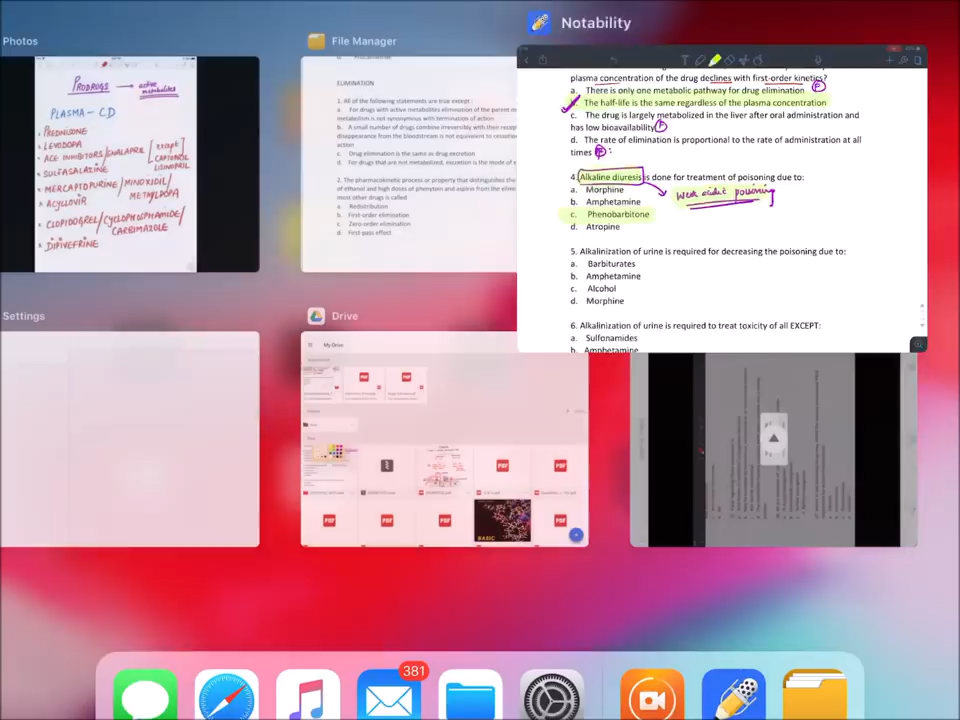 Notability
Photos
File Manager
PRODRUGS → active metabolites
PLASMA - CD
PREDNISONE
LEVODOPA
ACE INHIBITORS/ENALAPRIL [except CAPTOPRIL LISINOPRIL]
SULFASALAZINE
MERCAPTOPURINE/MINOXIDIL/METHYLDOPA
ACYCLOVIR
CLOPIDOGREL/CYCLOPHOSPHAMIDE/CARBIMAZOLE
DIPIVEFRINE
ELIMINATION
1. All of the following statements are true except :
a. For drugs with active metabolites elimination of the parent
metabolism is not synonymous with termination of action
b. A small number of drugs combine irreversibly with their
disappearance from the bloodstream is not equivalent to
action
c. Drug elimination is the same as drug excretion
d. For drugs that are not metabolized, excretion is the mode of
2. The pharmacokinetic process or property that distinguishes the
of ethanol and high doses of phenytoin and aspirin from the
most other drugs is called
a. Redistribution
b. First-order elimination
c. Zero-order elimination
d. First-pass effect
plasma concentration of the drug declines with first-order kinetics?
a. There is only one metabolic pathway for drug elimination
The half-life is the same regardless of the plasma concentration
c. The drug is largely metabolized in the liver after oral administration and
has low bioavailability
d. The rate of elimination is proportional to the rate of administration at all
times
4. Alkaline diuresis is done for treatment of poisoning due to:
a. Morphine
weak acidic poisoning
b. Amphetamine
c. Phenobarbitone
d. Atropine
5. Alkalinization of urine is required for decreasing the poisoning due to:
a. Barbiturates
b. Amphetamine
c. Alcohol
d. Morphine
6. Alkalinization of urine is required to treat toxicity of all EXCEPT:
a. Sulfonamides
b. Amphetamine
Settings
Drive
My Drive
PDF PDF
PDF PDF
PDF PDF PDF BASIC PDF
381